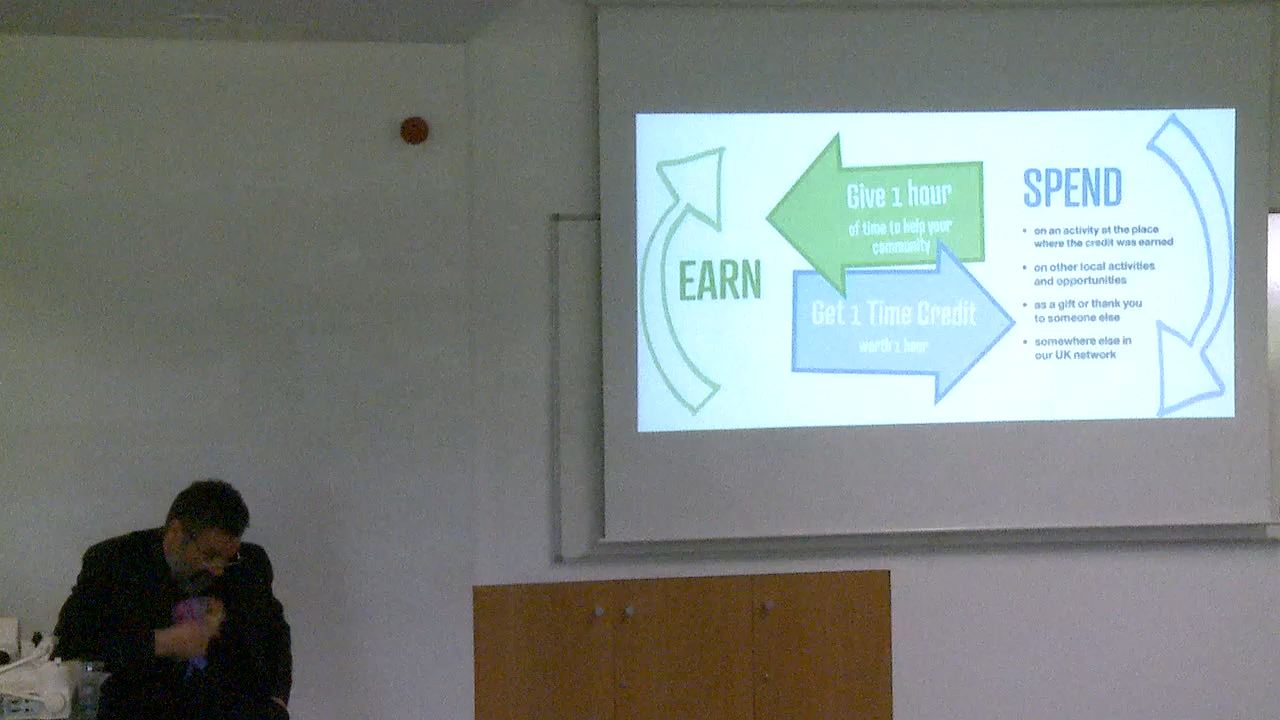 EARN
Give 1 hour
of time to help your
community
Get 1 Time Credit
worth 1 hour
SPEND
• on an activity at the place
where the credit was earned
• on other local activities
and opportunities
• as a gift or thank you
to someone else
• somewhere else in
our UK network